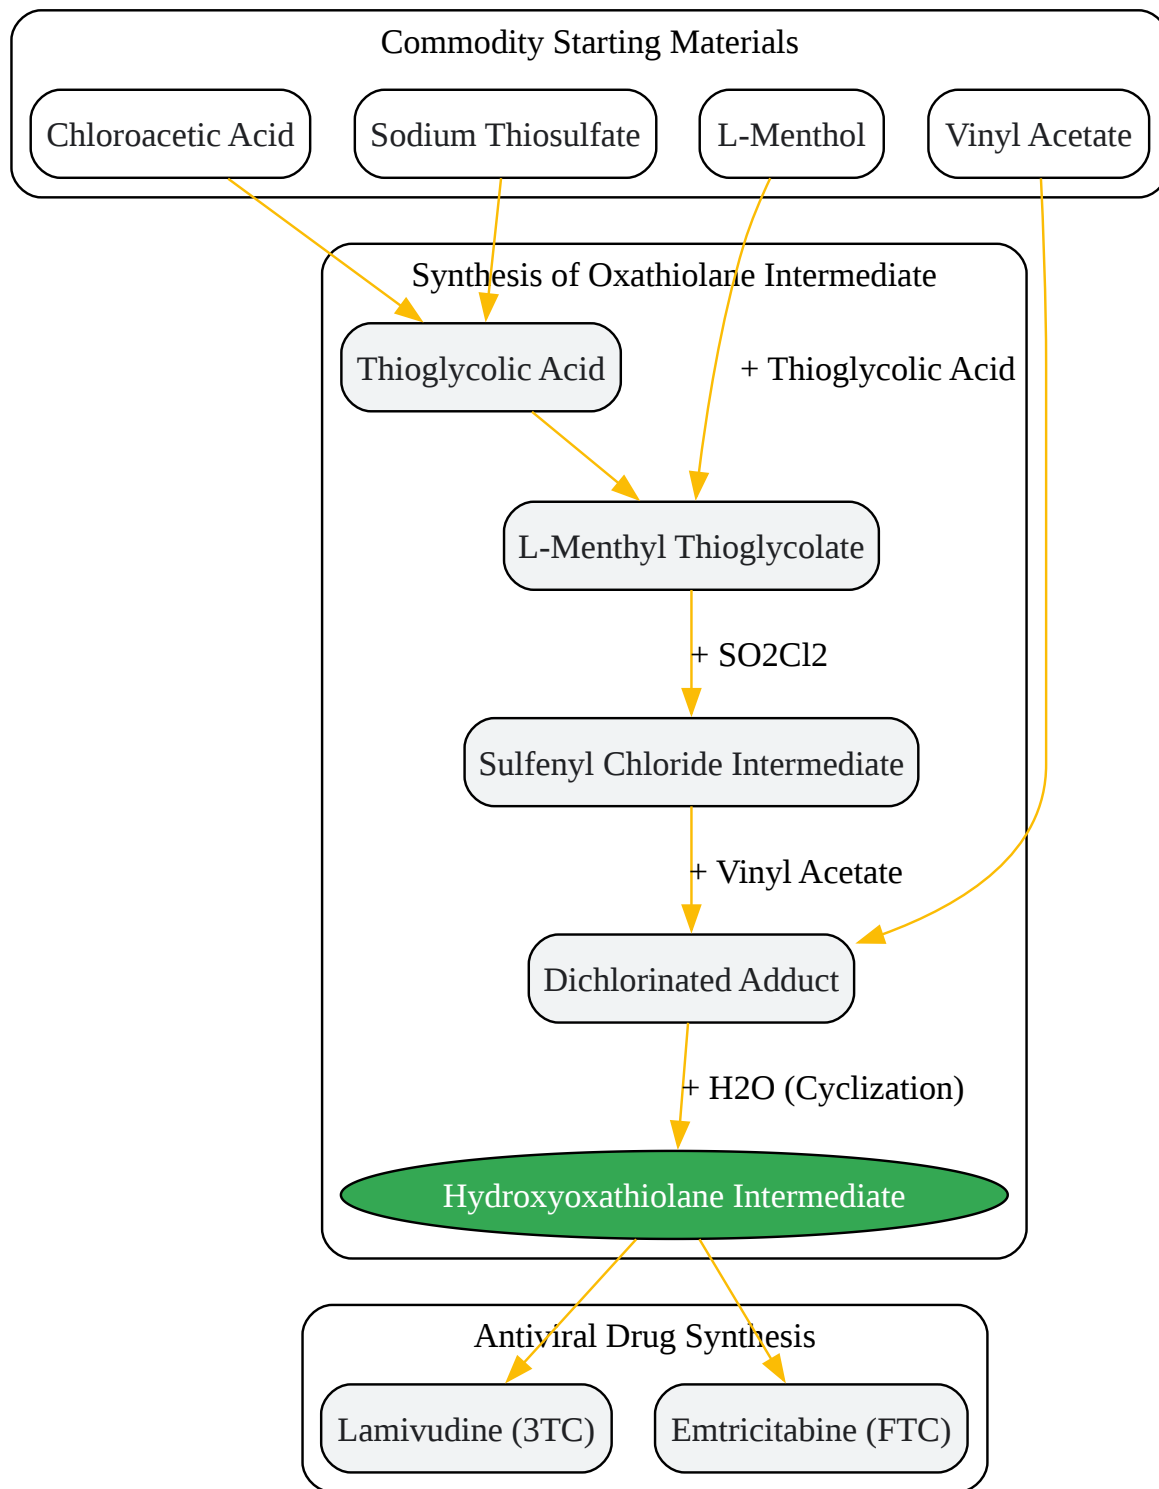 Commodity Starting Materials
Chloroacetic Acid
Sodium Thiosulfate
L-Menthol
Vinyl Acetate
Synthesis of Oxathiolane Intermediate
Thioglycolic Acid
+ Thioglycolic Acid
L-Menthyl Thioglycolate
+ SO2Cl2
Sulfenyl Chloride Intermediate
+ Vinyl Acetate
Dichlorinated Adduct
+ H2O (Cyclization)
Hydroxyoxathiolane Intermediate
Antiviral Drug Synthesis
Lamivudine (3TC)
Emtricitabine (FTC)